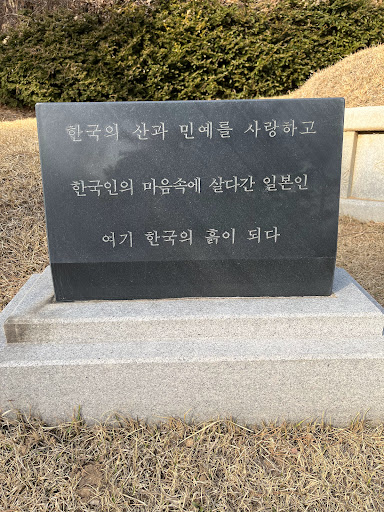 한국의 산과 민예를 사랑하고
한국인의 마음속에 살다간 일본인
여기 한국의 흙이 되다